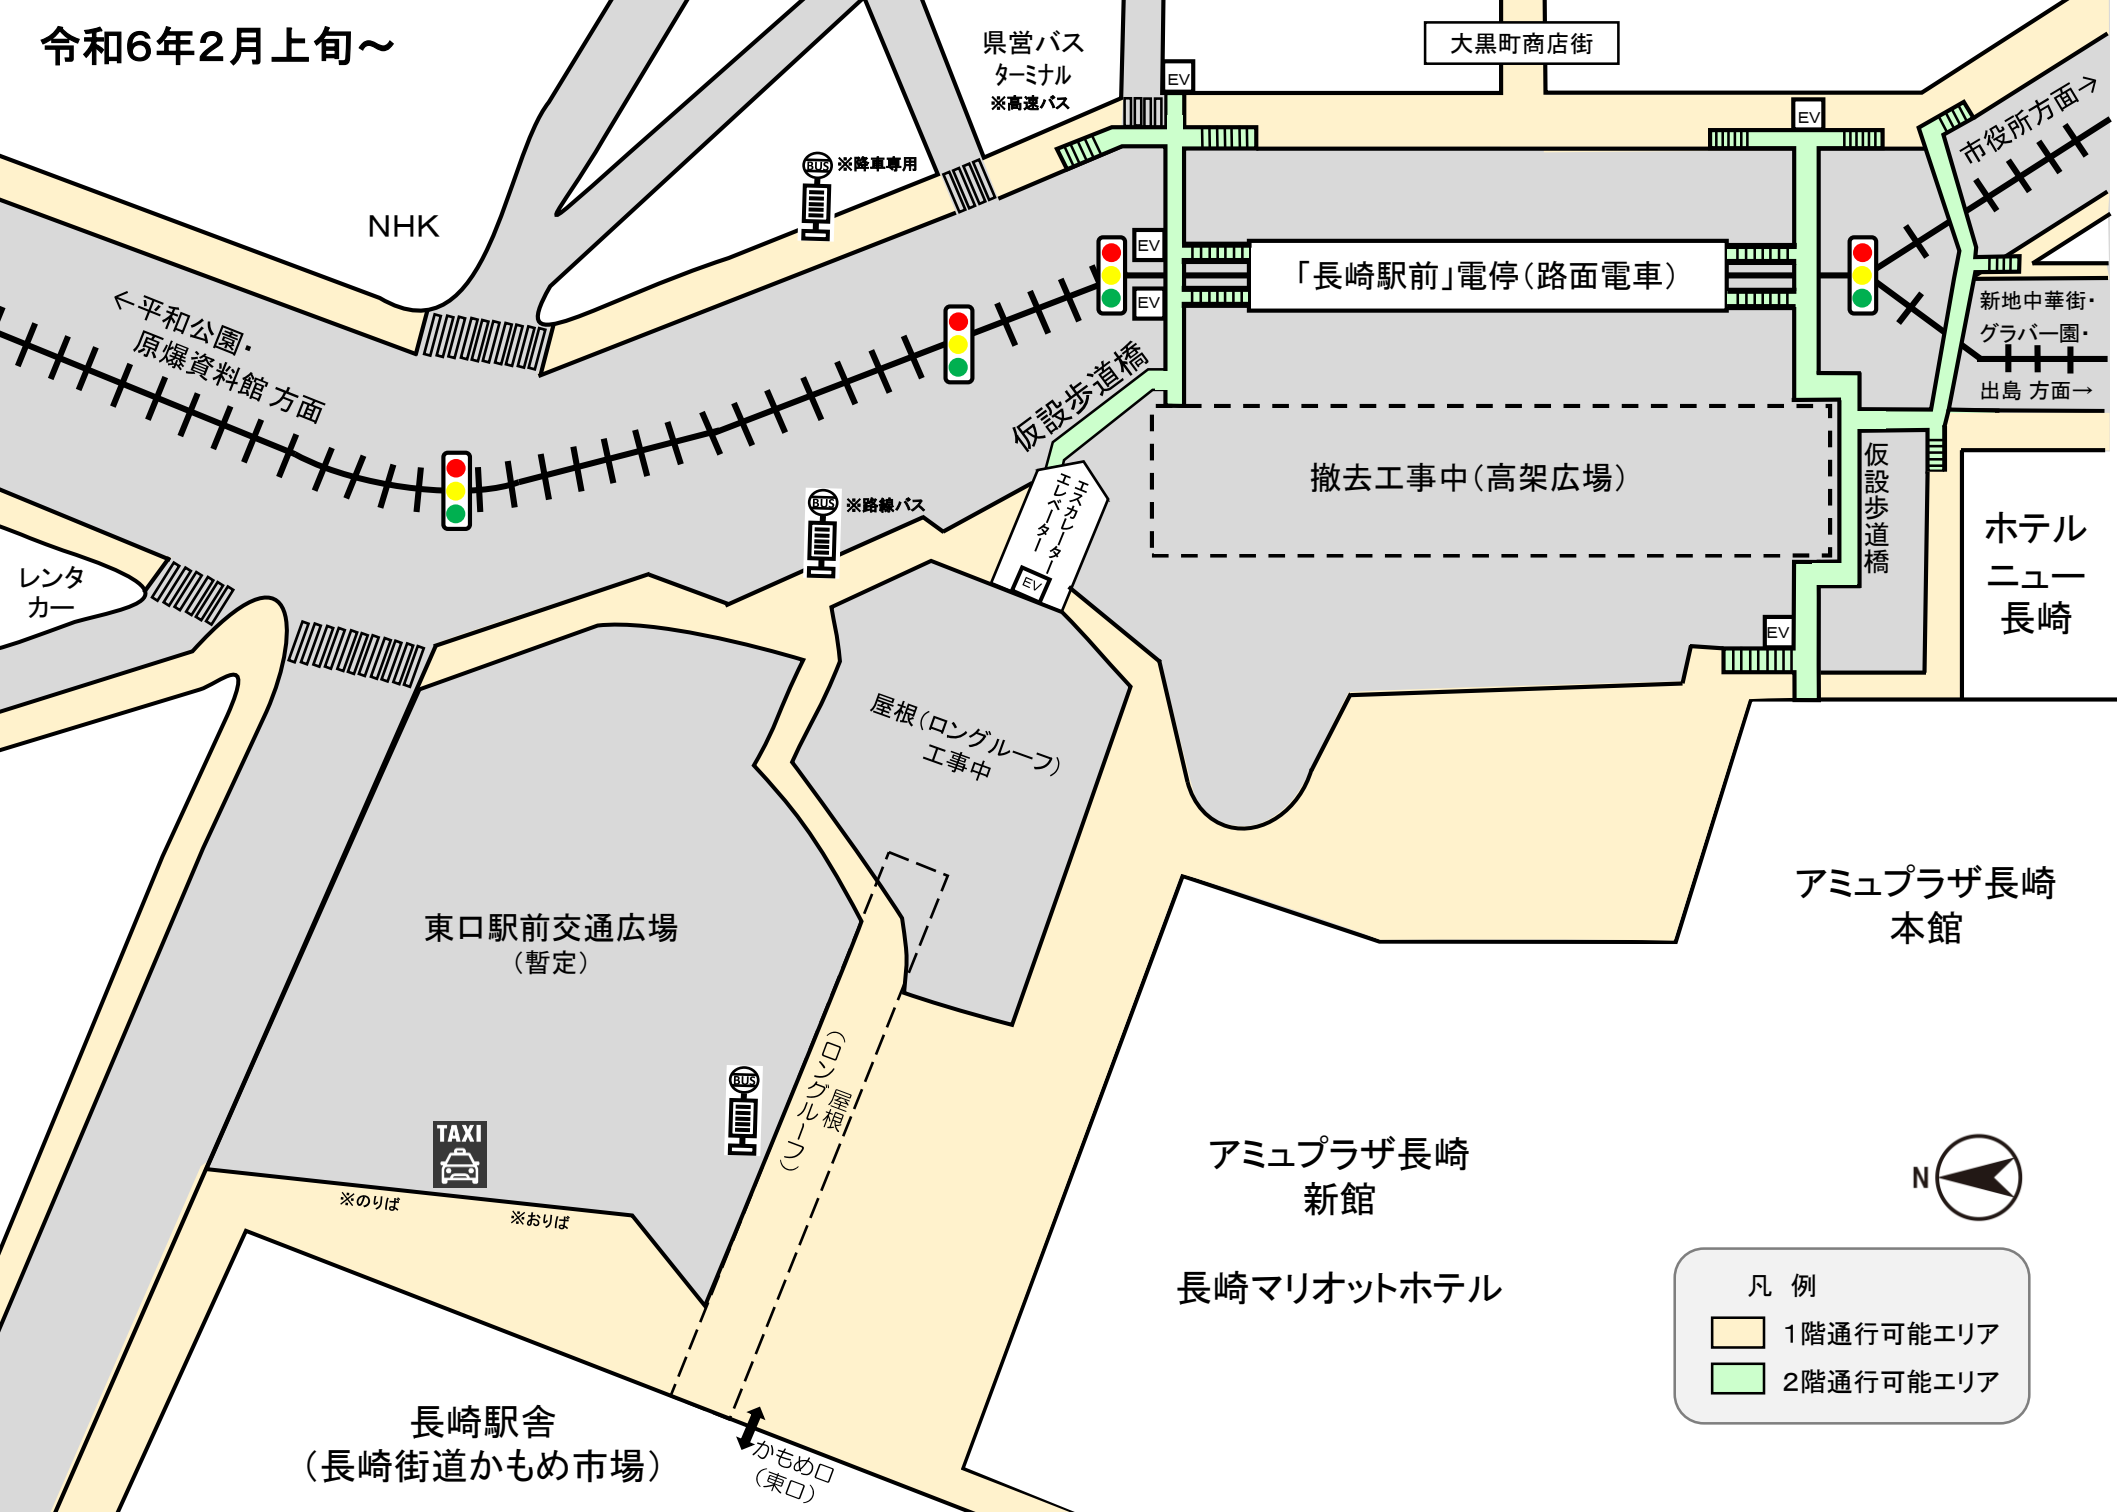 令和6年2月上旬～
県営バス
ターミナル
※高速バス
大黒町商店街
EV
EV
市役所方面→
BUS
※降車専用
NHK
←平和公園・
原爆資料館 方面
EV
EV
「長崎駅前」電停（路面電車）
新地中華街・
グラバー園・
出島 方面→
仮設歩道橋
撤去工事中（高架広場）
仮設歩道橋
エスカレーター
エレベーター
EV
BUS
※路線バス
ホテル
ニュー
長崎
レンタ
カー
EV
屋根（ロングルーフ）
工事中
アミュプラザ長崎
本館
東口駅前交通広場
（暫定）
屋根
（ロングルーフ）
BUS
TAXI
※のりば
※おりば
アミュプラザ長崎
新館
長崎マリオットホテル
N
凡 例
1階通行可能エリア
2階通行可能エリア
長崎駅舎
（長崎街道かもめ市場）
かもめ口
（東口）